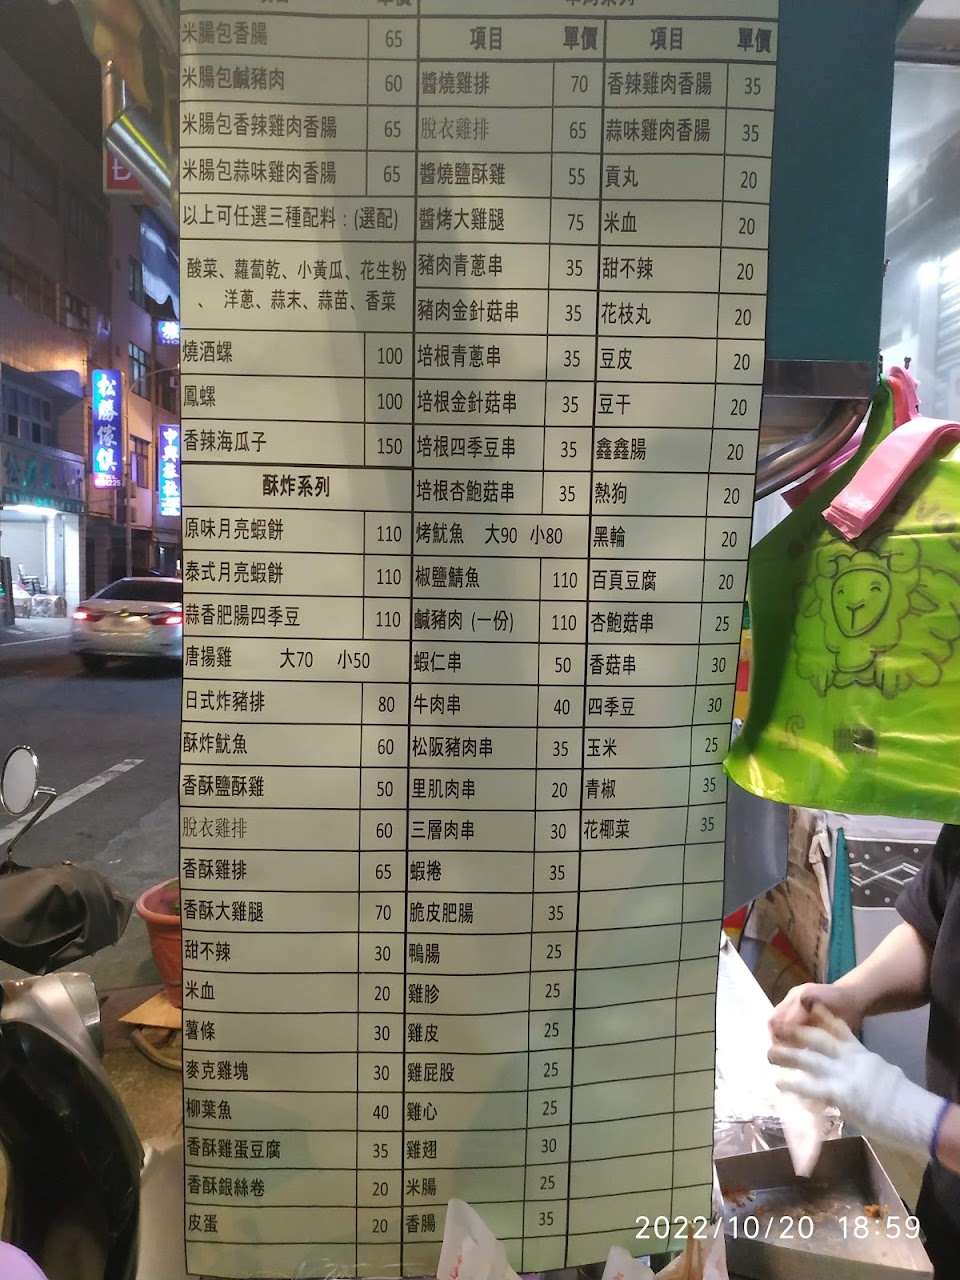 項目 單價
米腸包香腸 65
米腸包鹹豬肉 60
米腸包香辣雞肉香腸 65
米腸包蒜味雞肉香腸 65
以上可任選三種配料：(選配)
酸菜、蘿蔔乾、小黃瓜、花生粉
、 洋蔥、蒜末、蒜苗、香菜
燒酒螺 100
鳳螺 100
香辣海瓜子 150
酥炸系列
原味月亮蝦餅 110
泰式月亮蝦餅 110
蒜香肥腸四季豆 110
唐揚雞 大70 小50
日式炸豬排 80
酥炸魷魚 60
香酥鹽酥雞 50
脫衣雞排 60
香酥雞排 65
香酥大雞腿 70
甜不辣 30
米血 20
薯條 30
麥克雞塊 30
柳葉魚 40
香酥雞蛋豆腐 35
香酥銀絲卷 20
皮蛋 20
項目 單價
醬燒雞排 70
脫衣雞排 65
醬燒鹽酥雞 55
醬烤大雞腿 75
豬肉青蔥串 35
豬肉金針菇串 35
培根青蔥串 35
培根金針菇串 35
培根四季豆串 35
培根杏鮑菇串 35
烤魷魚 大90 小80
椒鹽鯖魚 110
鹹豬肉 (一份) 110
蝦仁串 50
牛肉串 40
松阪豬肉串 35
里肌肉串 20
三層肉串 30
蝦捲 35
脆皮肥腸 35
鴨腸 25
雞胗 25
雞皮 25
雞屁股 25
雞心 25
雞翅 30
米腸 25
香腸 35
項目 單價
香辣雞肉香腸 35
蒜味雞肉香腸 35
貢丸 20
米血 20
甜不辣 20
花枝丸 20
豆皮 20
豆干 20
鑫鑫腸 20
熱狗 20
黑輪 20
百頁豆腐 20
杏鮑菇串 25
香菇串 30
四季豆 30
玉米 25
青椒 35
花椰菜 35
松勝傢俱
2022/10/20 18:59